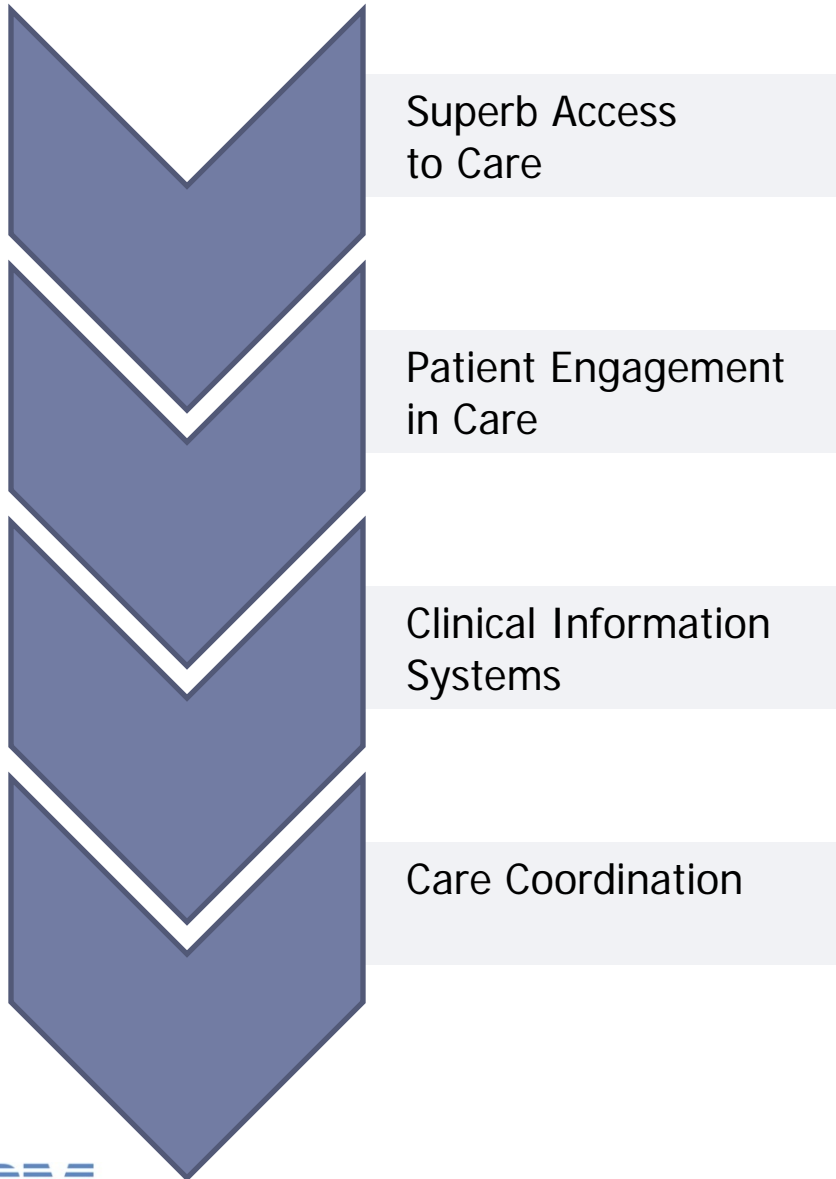 Superb Access
to Care
Patient Engagement
in Care
Clinical Information
Systems
Care Coordination